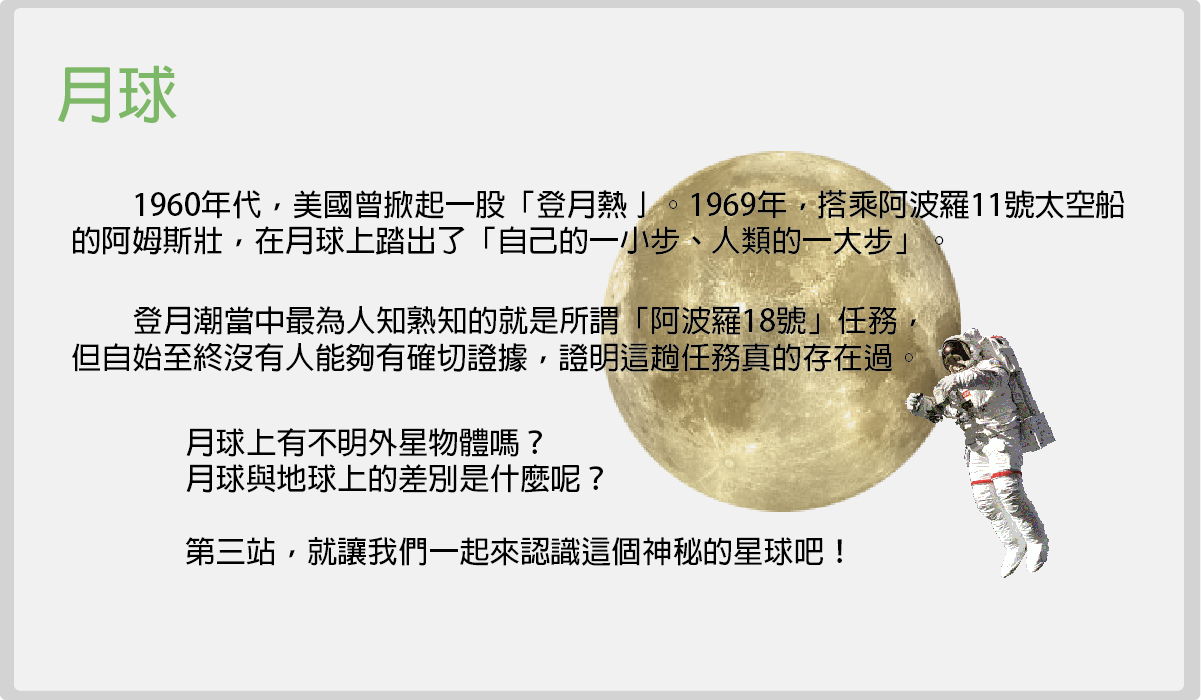 月球
1960年代，美國曾掀起一股「登月熱」。1969年，搭乘阿波羅11號太空船
的阿姆斯壯，在月球上踏出了「自己的一小步、人類的一大步」。
登月潮當中最為人知熟知的就是所謂「阿波羅18號」任務，
但自始至終沒有人能夠有確切證據，證明這趟任務真的存在過。
月球上有不明外星物體嗎？
月球與地球上的差別是什麼呢？
第三站，就讓我們一起來認識這個神秘的星球吧！